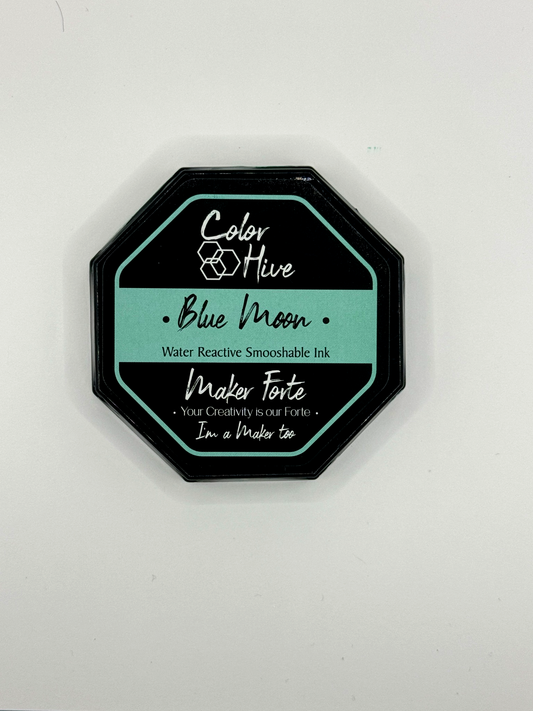 Color
Hive
• Blue Moon •
Water Reactive Smooshable Ink
Maker Forte
• Your Creativity is our Forte •
I'm a Maker too